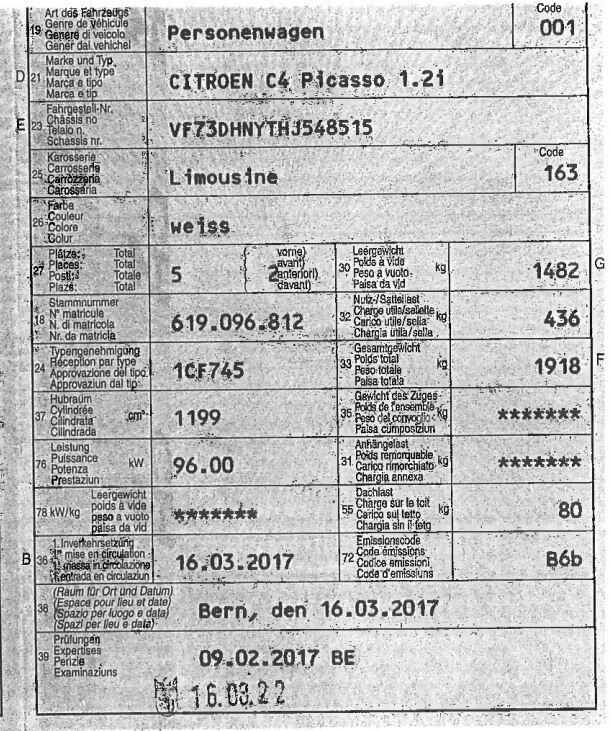 19 Art des Fahrzeugs
Genre de véhicule
Genere di veicolo
Gener dal vehichel
Personenwagen
Code
001
D 21 Marke und Typ
Marque et type
Marca e tipo
Marca e tip
CITROEN C4 Picasso 1.2i
E 23 Fahrgestell-Nr.
Châssis no
Telaio n.
Schassis nr.
VF73DHNYTHJ548515
25 Karosserie
Carrosserie
Carrozzeria
Carossaria
Limousine
Code
163
26 Farbe
Couleur
Colore
Colur
weiss
27 Plätze: Total
Places: Total
Posti: Totale
Plazs: Total
5
( vorne)
avant)
2 anteriori)
davant)
30 Leergewicht
Poids à vide
Peso a vuoto
Paisa da vid
kg
1482
G
18 Stammnummer
N° matricule
N. di matricola
Nr. da matricla
619.096.812
32 Nutz-/Sattellast
Charge utile/sellette
Carico utile/sella
Chargia utila/sella
kg
436
24 Typengenehmigung
Réception par type
Approvazione del tipo
Approvaziun dal tip
1CF745
33 Gesamtgewicht
Poids total
Peso totale
Paisa totala
kg
1918
F
37 Hubraum
Cylindrée
Cilindrata
Cilindrada
cm³
1199
35 Gewicht des Zuges
Poids de l'ensemble
Peso del convoglio
Paisa cumposiziun
kg
*******
76 Leistung
Puissance
Potenza
Prestaziun
kW
96.00
31 Anhängelast
Poids remorquable
Carico rimorchiato
Chargia annexa
kg
*******
78 kW/kg
Leergewicht
poids à vide
peso a vuoto
paisa da vid
*******
55 Dachlast
Charge sur le toit
Carico sul tetto
Chargia sin il tetg
kg
80
B 36 1. Inverkehrsetzung
1re mise en circulation
1. messa in circolazione
1. entrada en circulaziun
16.03.2017
72 Emissionscode
Code émissions
Codice emissioni
Code d'emissiuns
B6b
38 (Raum für Ort und Datum)
(Espace pour lieu et date)
(Spazio per luogo e data)
(Spazi per lieu e data)
Bern, den 16.03.2017
39 Prüfungen
Expertises
Perizie
Examinaziuns
09.02.2017 BE
16.03.22